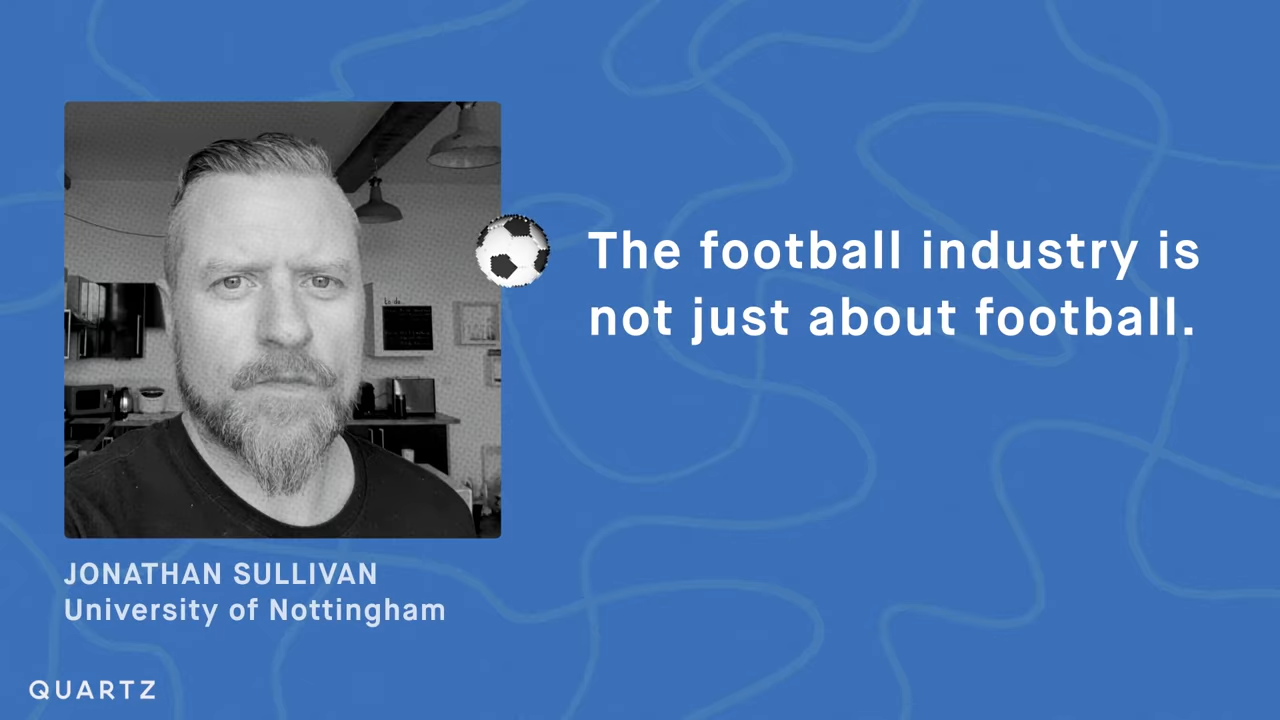 The football industry is
not just about football.
JONATHAN SULLIVAN
University of Nottingham
QUARTZ